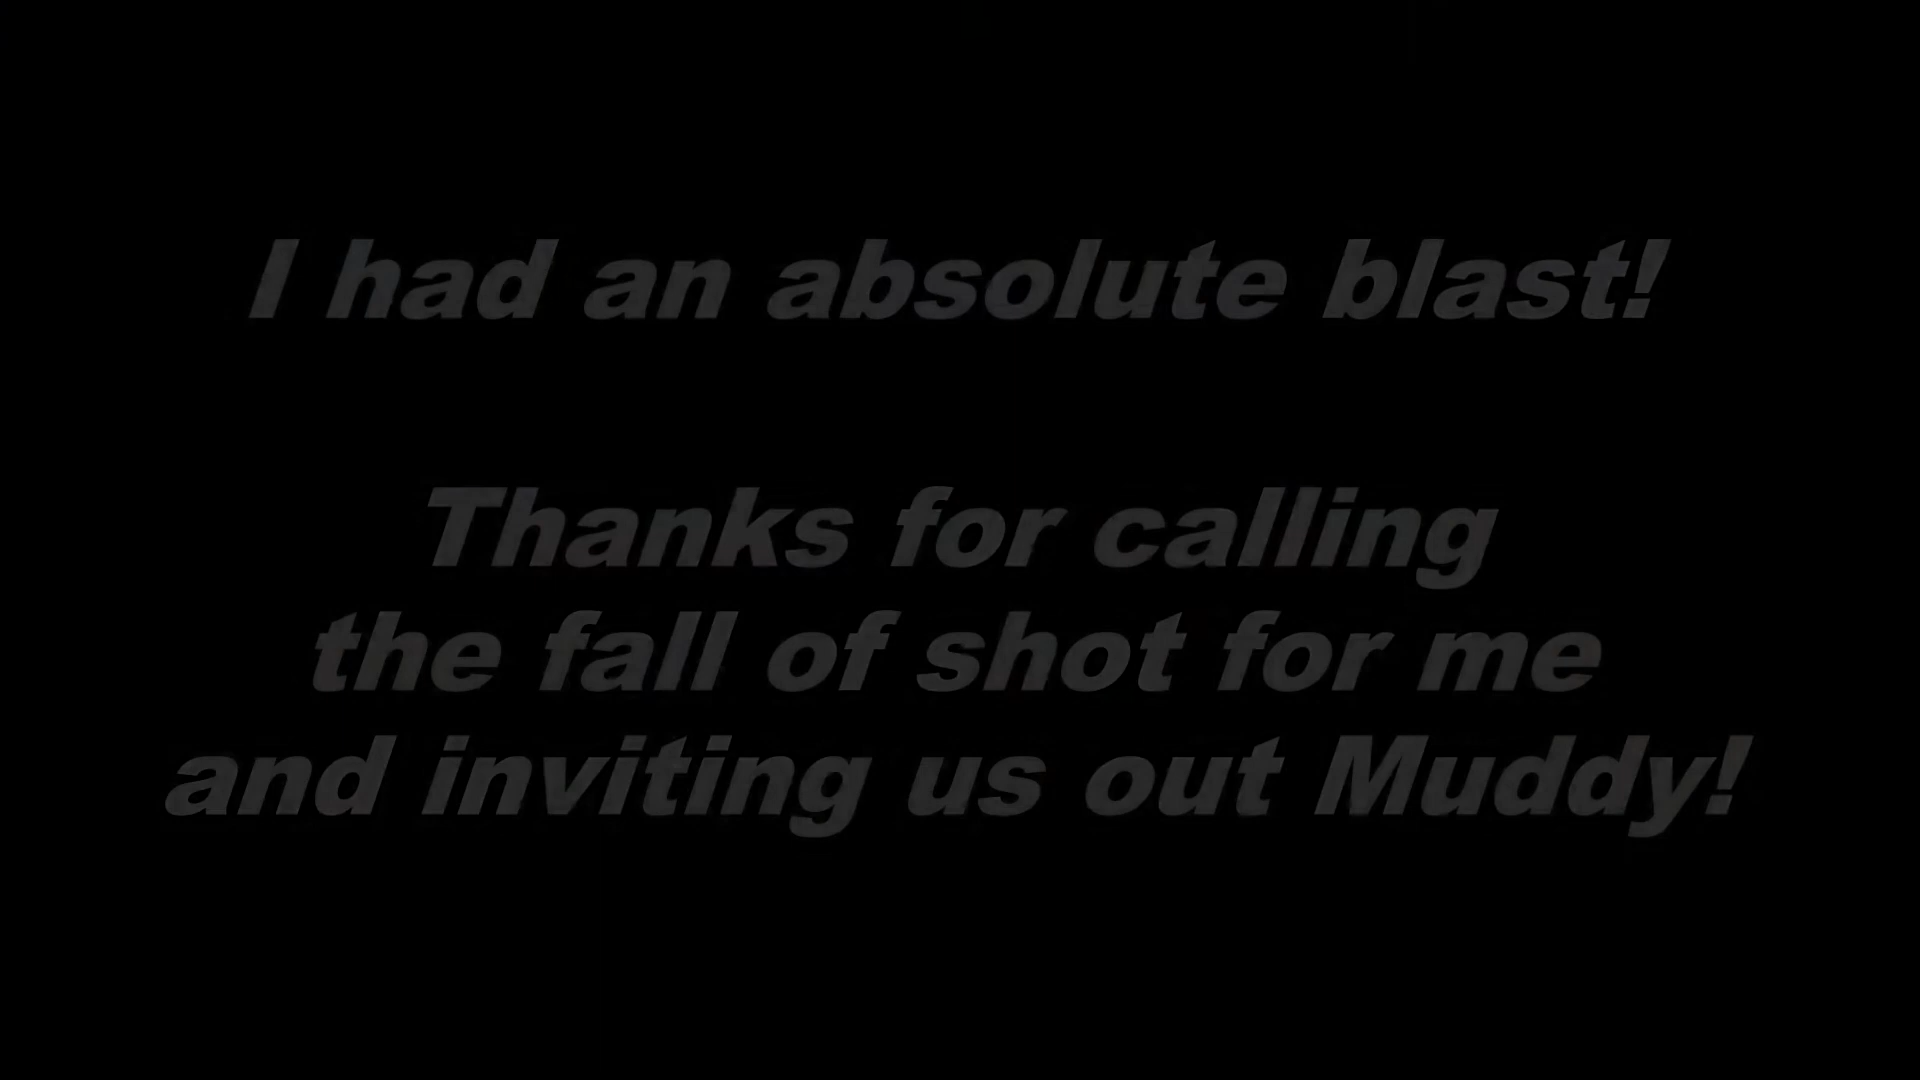 I had an absolute blast!
Thanks for calling
the fall of shot for me
and inviting us out Muddy!